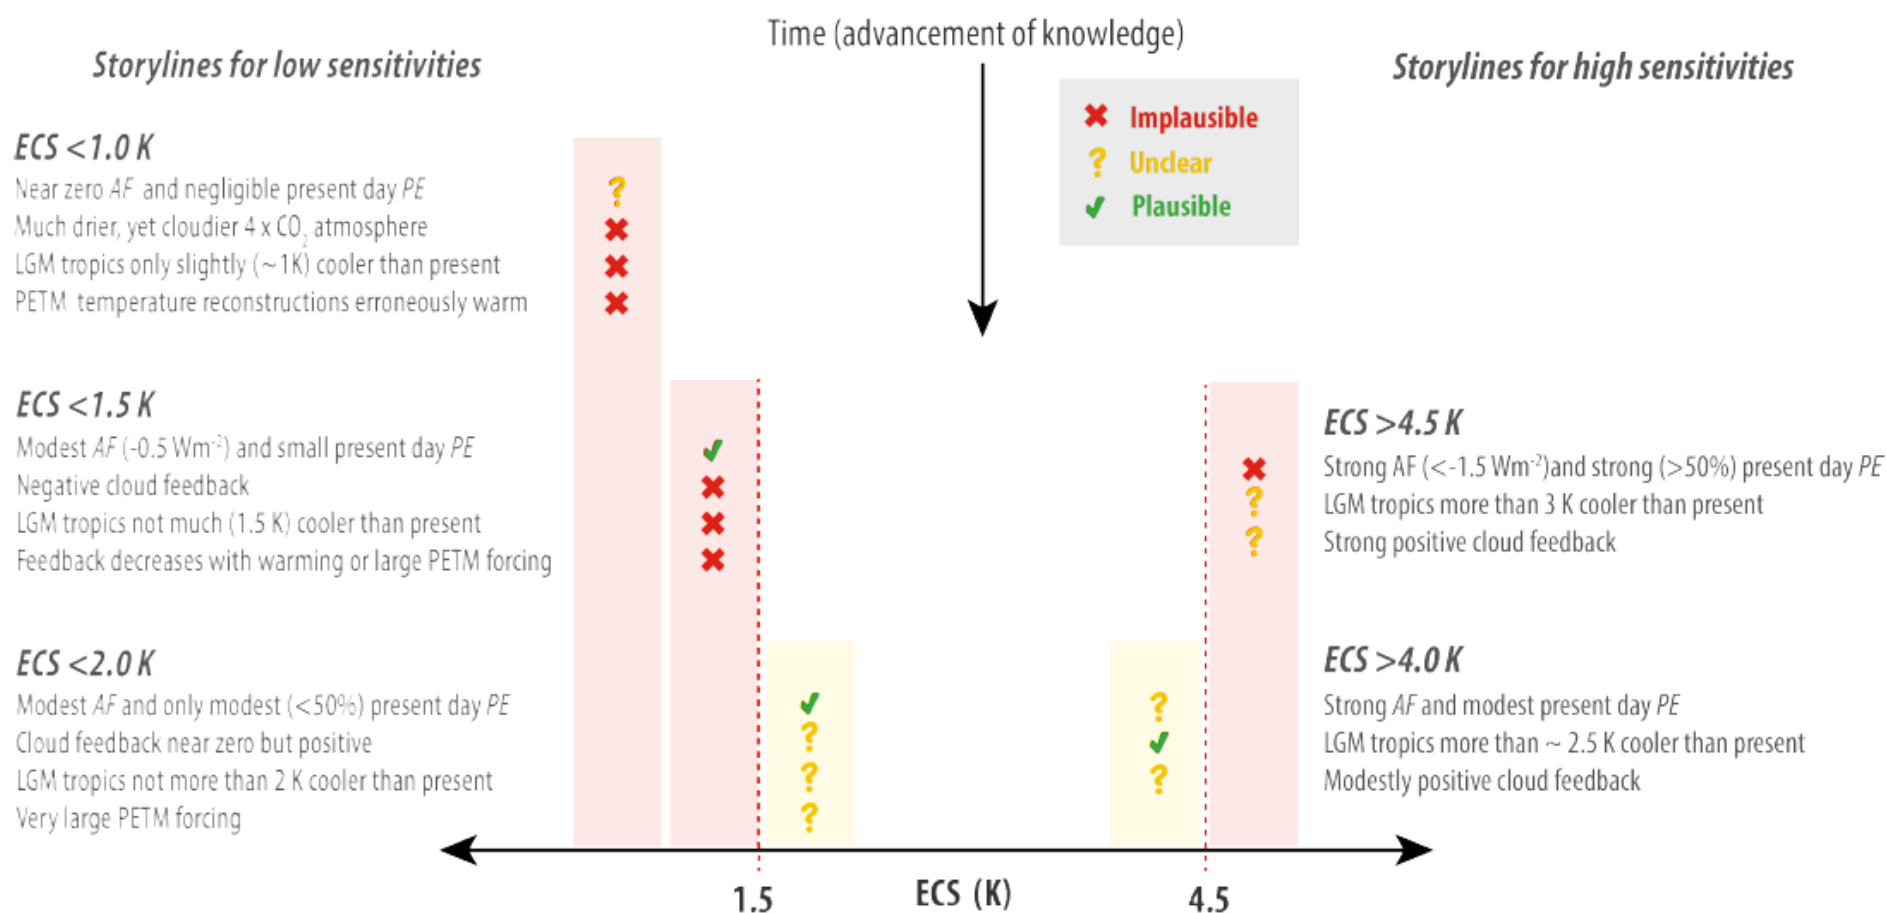 Time (advancement of knowledge)
Storylines for low sensitivities
Storylines for high sensitivities
Implausible
Unclear
Plausible
ECS <1.0 K
Near zero AF and negligible present day PE
Much drier, yet cloudier 4 x CO₂ atmosphere
LGM tropics only slightly (~1K) cooler than present
PETM temperature reconstructions erroneously warm
ECS <1.5 K
Modest AF (-0.5 Wm⁻²) and small present day PE
Negative cloud feedback
LGM tropics not much (1.5 K) cooler than present
Feedback decreases with warming or large PETM forcing
ECS <2.0 K
Modest AF and only modest (<50%) present day PE
Cloud feedback near zero but positive
LGM tropics not more than 2 K cooler than present
Very large PETM forcing
ECS >4.5 K
Strong AF (<-1.5 Wm⁻²)and strong (>50%) present day PE
LGM tropics more than 3 K cooler than present
Strong positive cloud feedback
ECS >4.0 K
Strong AF and modest present day PE
LGM tropics more than ~ 2.5 K cooler than present
Modestly positive cloud feedback
1.5
ECS (K)
4.5